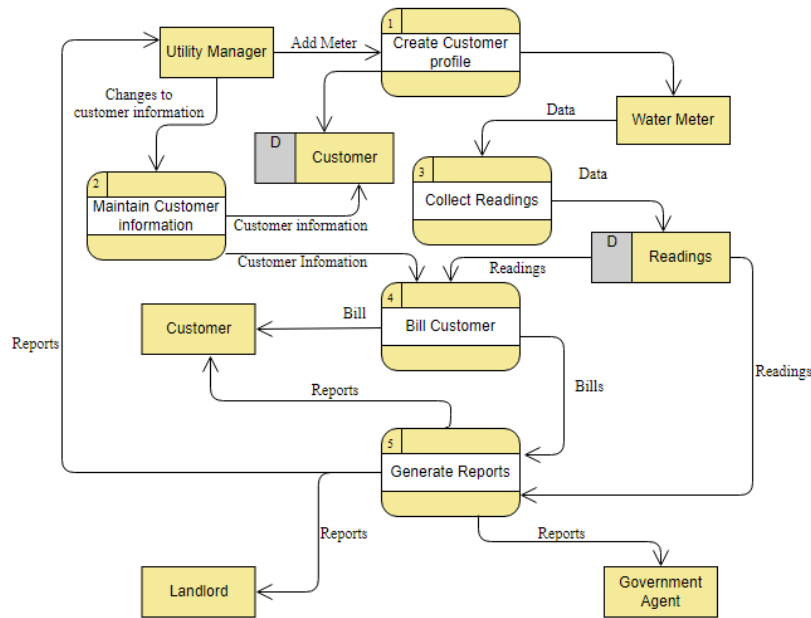 1
Utility Manager
Add Meter
Create Customer
profile
Changes to
customer information
Data
Water Meter
D
Customer
3
Data
2
Collect Readings
Maintain Customer
information
Customer information
D
Readings
Customer Infomation
Readings
4
Customer
Bill
Bill Customer
Reports
Readings
Bills
Reports
5
Generate Reports
Reports
Reports
Landlord
Government
Agent